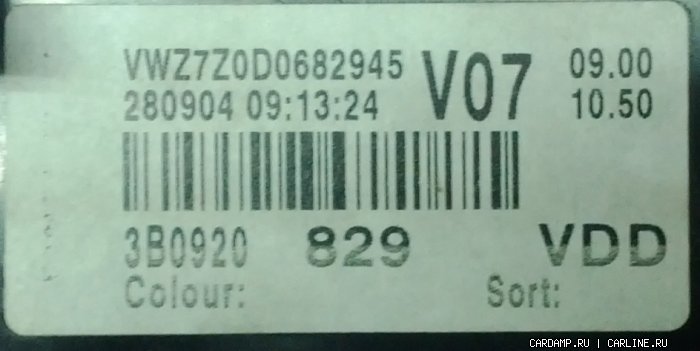 VWZ7Z0D0682945 V07 09.00
280904 09:13:24 10.50
3B0920 829 VDD
Colour: Sort:
CARDAMP.RU | CARLINE.RU